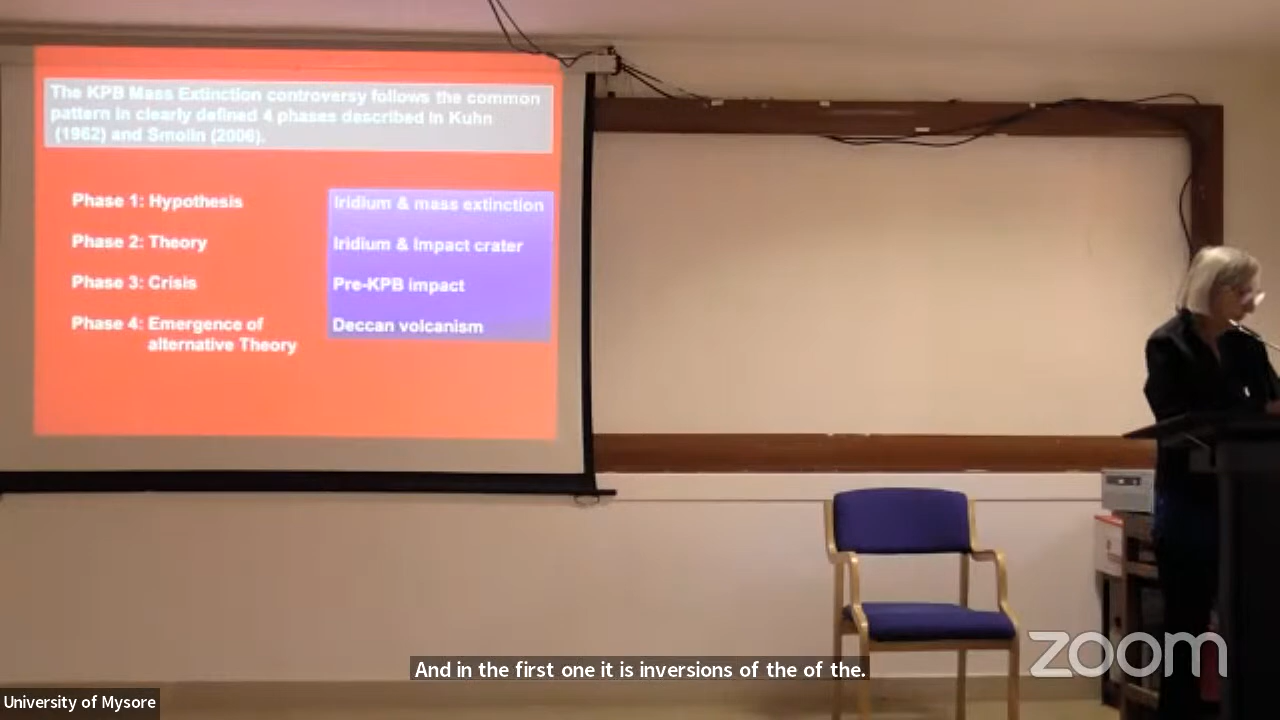 The KPB Mass Extinction controversy follows the common
pattern in clearly defined 4 phases described in Kuhn
(1962) and Smolin (2006).
Phase 1: Hypothesis
Iridium & mass extinction
Phase 2: Theory
Iridium & Impact crater
Phase 3: Crisis
Pre-KPB impact
Phase 4: Emergence of
alternative Theory
Deccan volcanism
And in the first one it is inversions of the of the.
zoom
University of Mysore